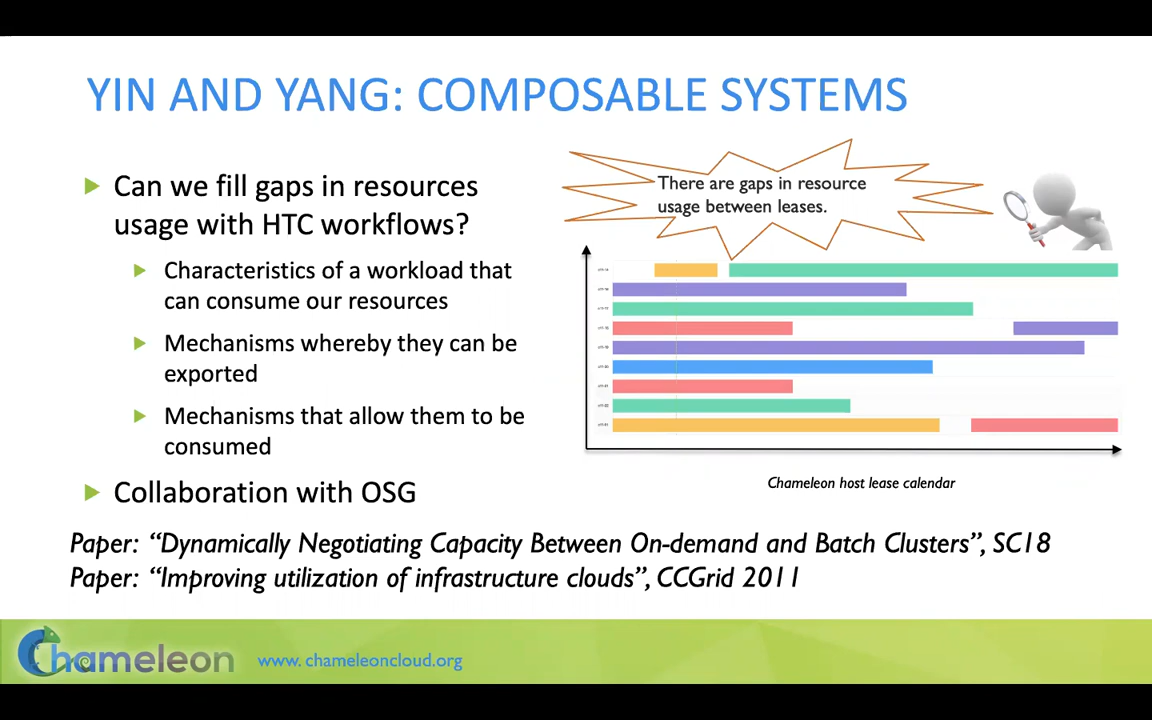 YIN AND YANG: COMPOSABLE SYSTEMS
Can we fill gaps in resources
usage with HTC workflows?
Characteristics of a workload that
can consume our resources
Mechanisms whereby they can be
exported
Mechanisms that allow them to be
consumed
Collaboration with OSG
There are gaps in resource
usage between leases.
Chameleon host lease calendar
Paper: “Dynamically Negotiating Capacity Between On-demand and Batch Clusters”, SC18
Paper: “Improving utilization of infrastructure clouds”, CCGrid 2011
Chameleon
www. chameleoncloud.org